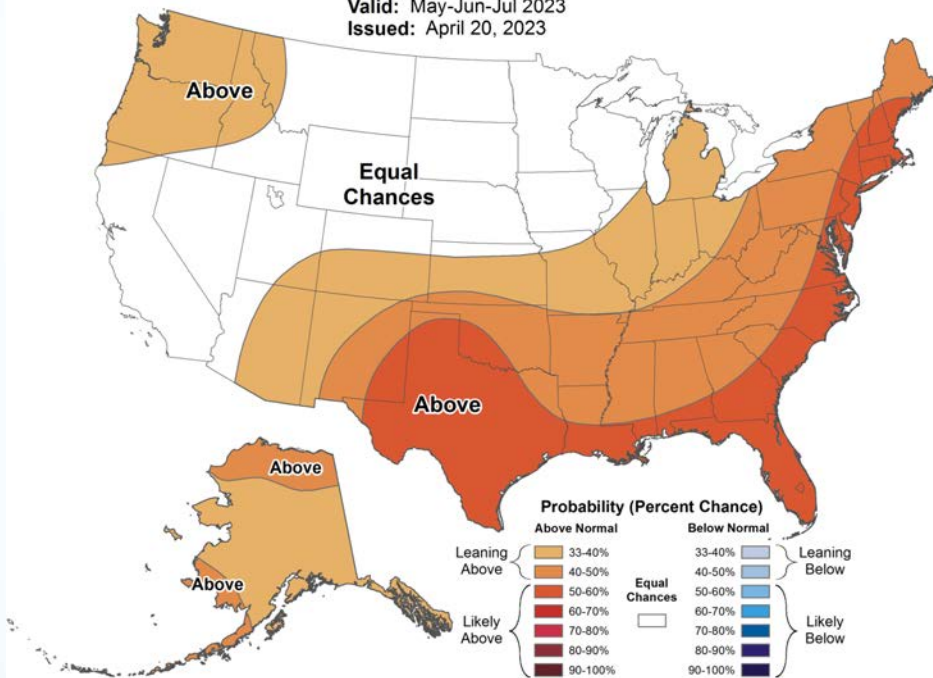 Valid: May-Jun-Jul 2023
Issued: April 20, 2023
Above
Equal
Chances
Above
Above
Above
Probability (Percent Chance)
Above Normal
Below Normal
Leaning
Above
33-40%
40-50%
Likely
Above
50-60%
60-70%
70-80%
80-90%
90-100%
Equal
Chances
33-40%
40-50%
Leaning
Below
50-60%
60-70%
70-80%
80-90%
90-100%
Likely
Below